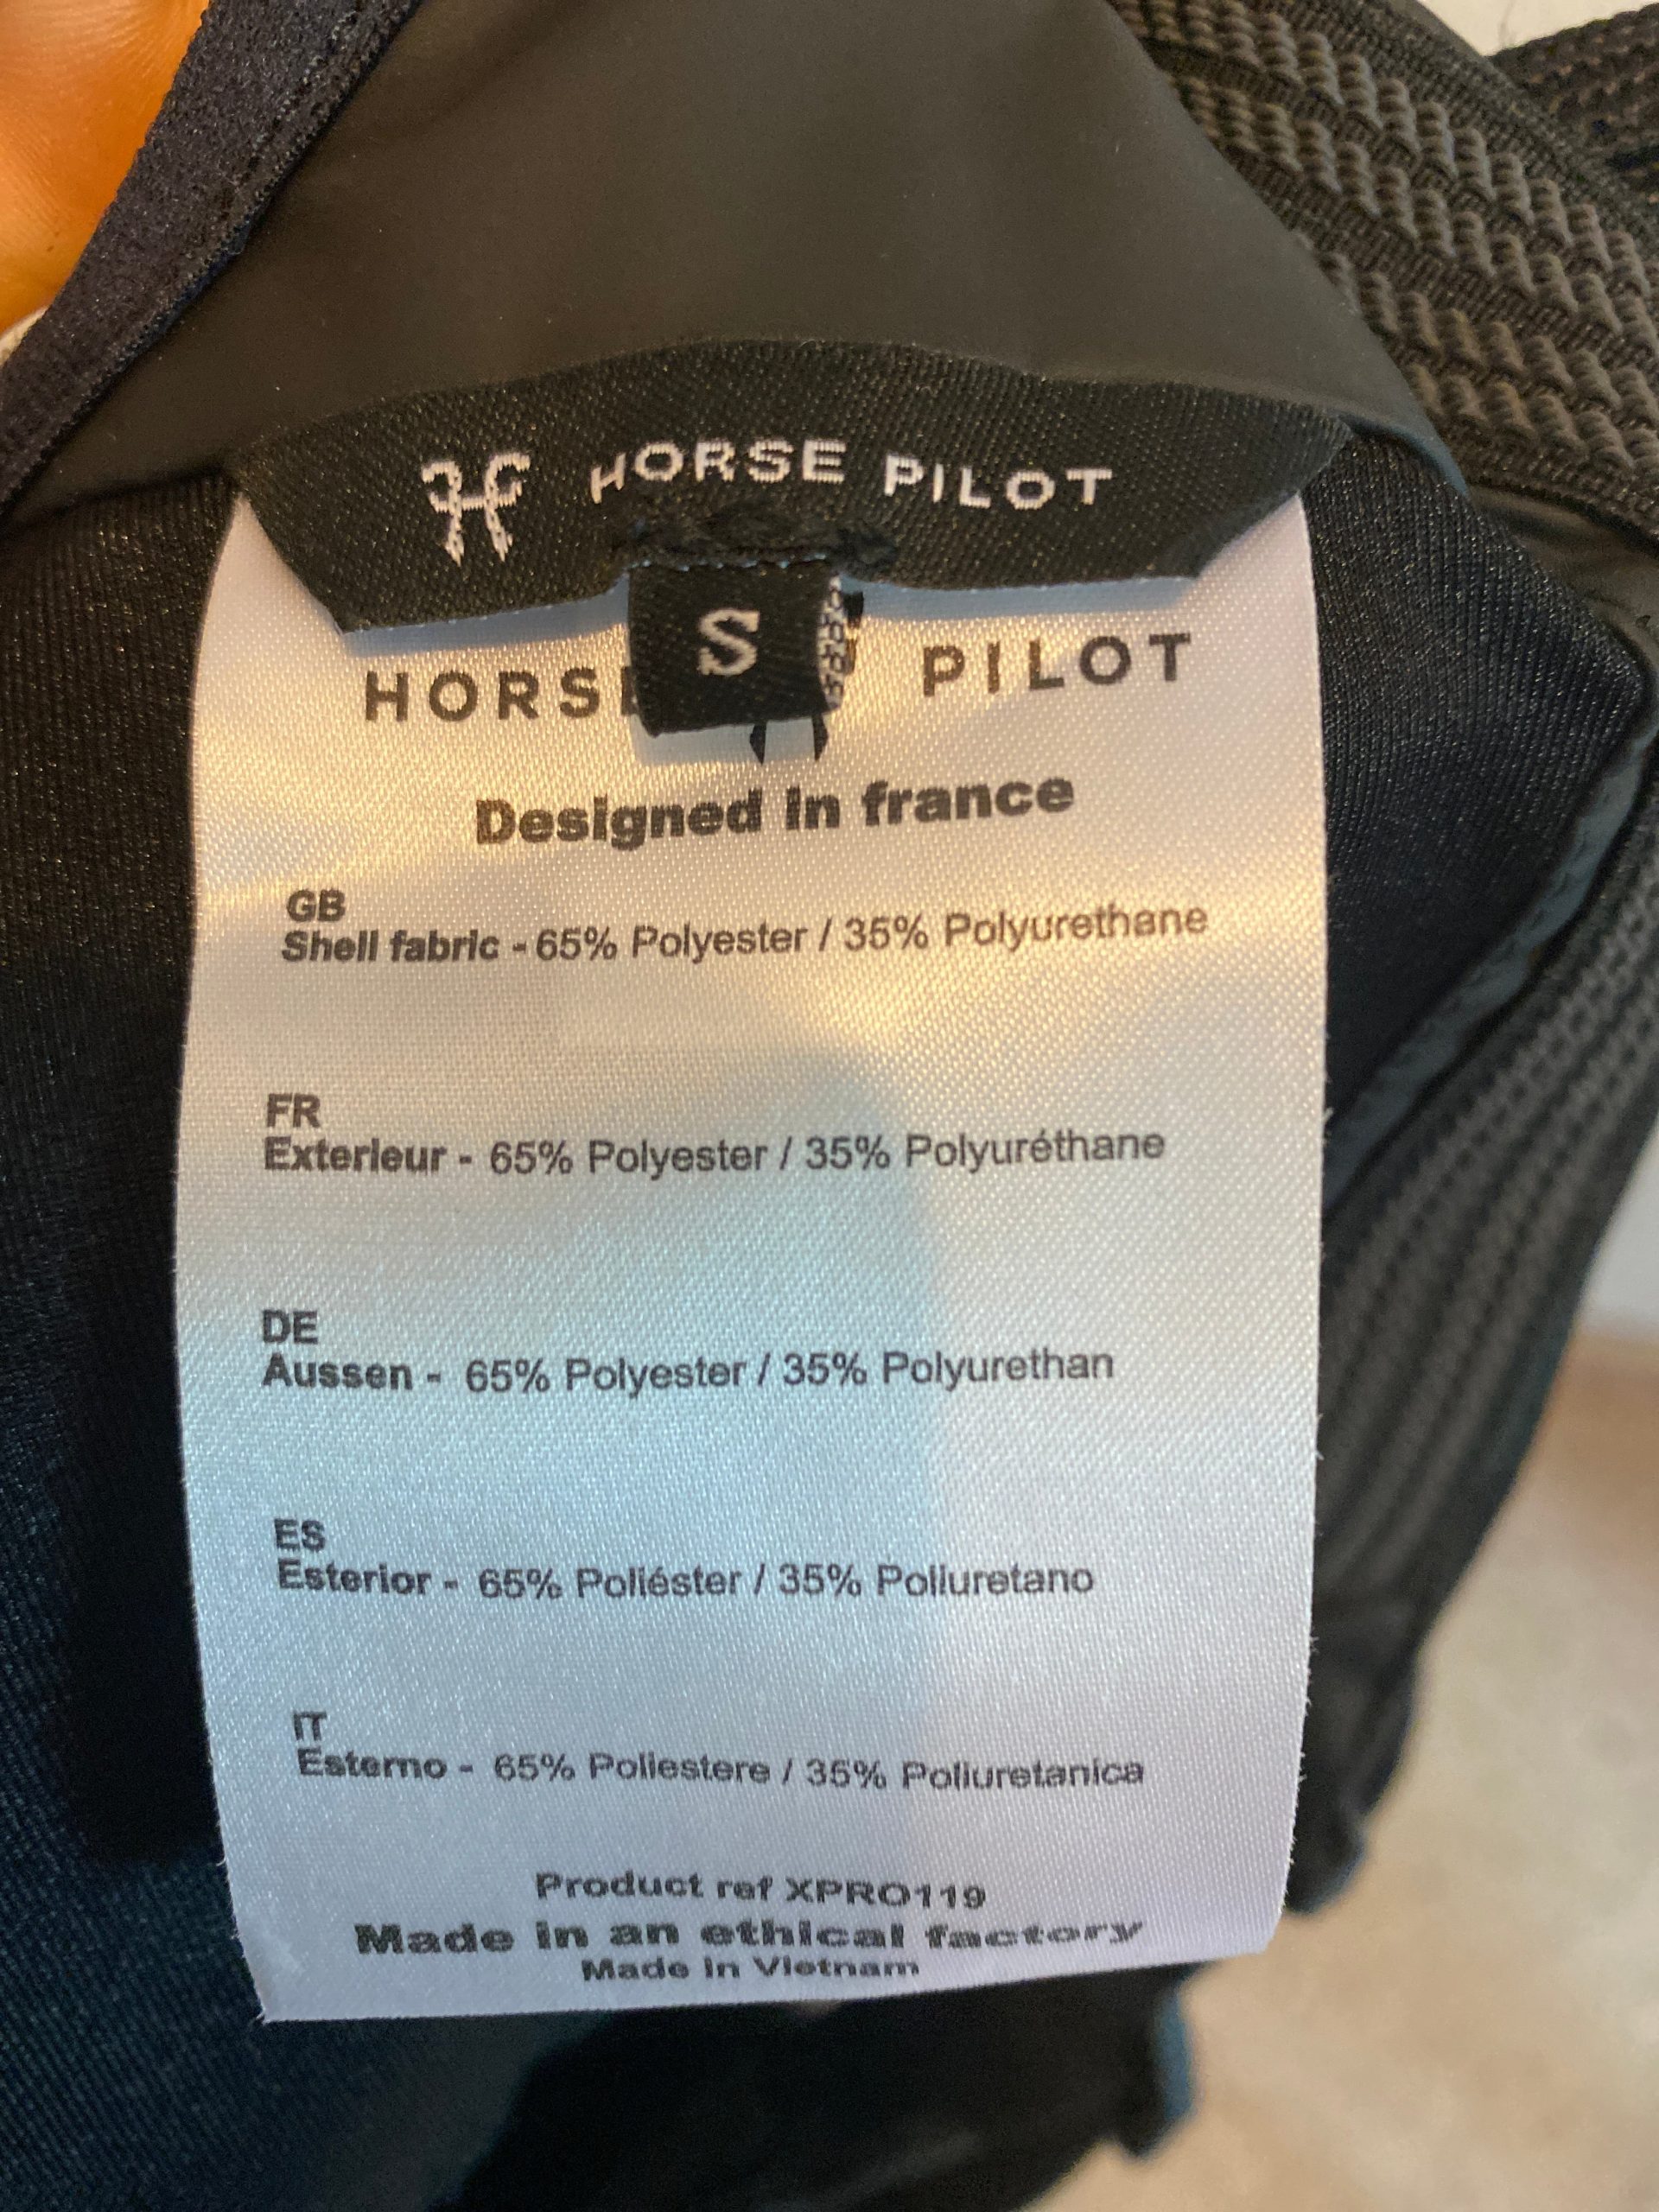 HORSE PILOT
S
PILOT
Designed in france
GB
Shell fabric - 65% Polyester / 35% Polyurethane
FR
Exterieur - 65% Polyester / 35% Polyuréthane
DE
Aussen - 65% Polyester / 35% Polyurethan
ES
Esterior - 65% Poliéster / 35% Poliuretano
IT
Esterno - 65% Poliestere / 35% Poliuretanica
Product ref XPRO119
Made in an ethical factory
Made in Vietnam